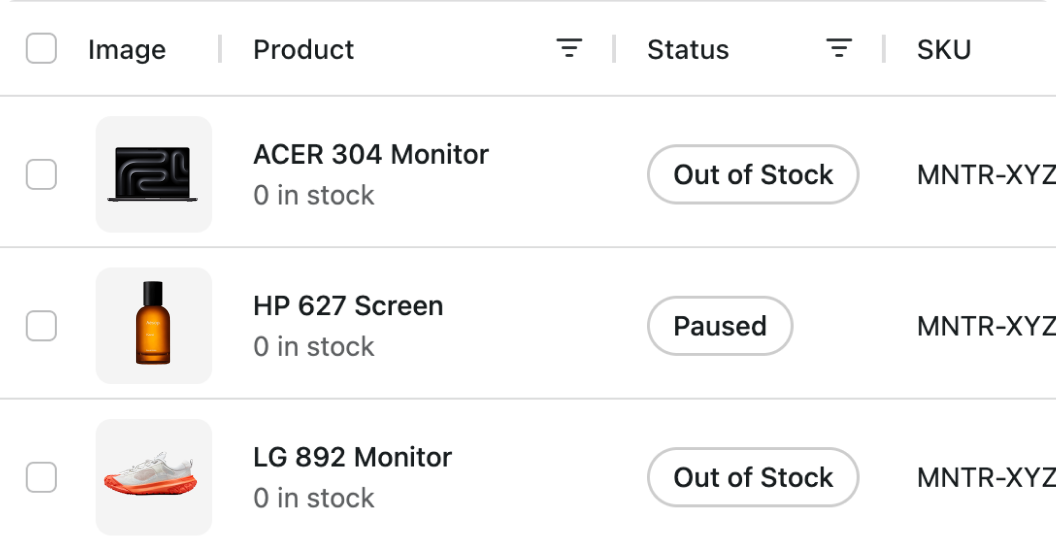 Image Product Status SKU
ACER 304 Monitor
0 in stock
Out of Stock
MNTR-XYZ
HP 627 Screen
0 in stock
Paused
MNTR-XYZ
LG 892 Monitor
0 in stock
Out of Stock
MNTR-XYZ